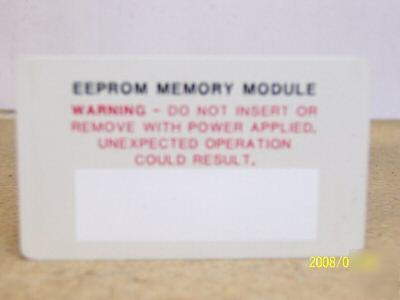 EEPROM MEMORY MODULE
WARNING - DO NOT INSERT OR
REMOVE WITH POWER APPLIED.
UNEXPECTED OPERATION
COULD RESULT.
2008/0